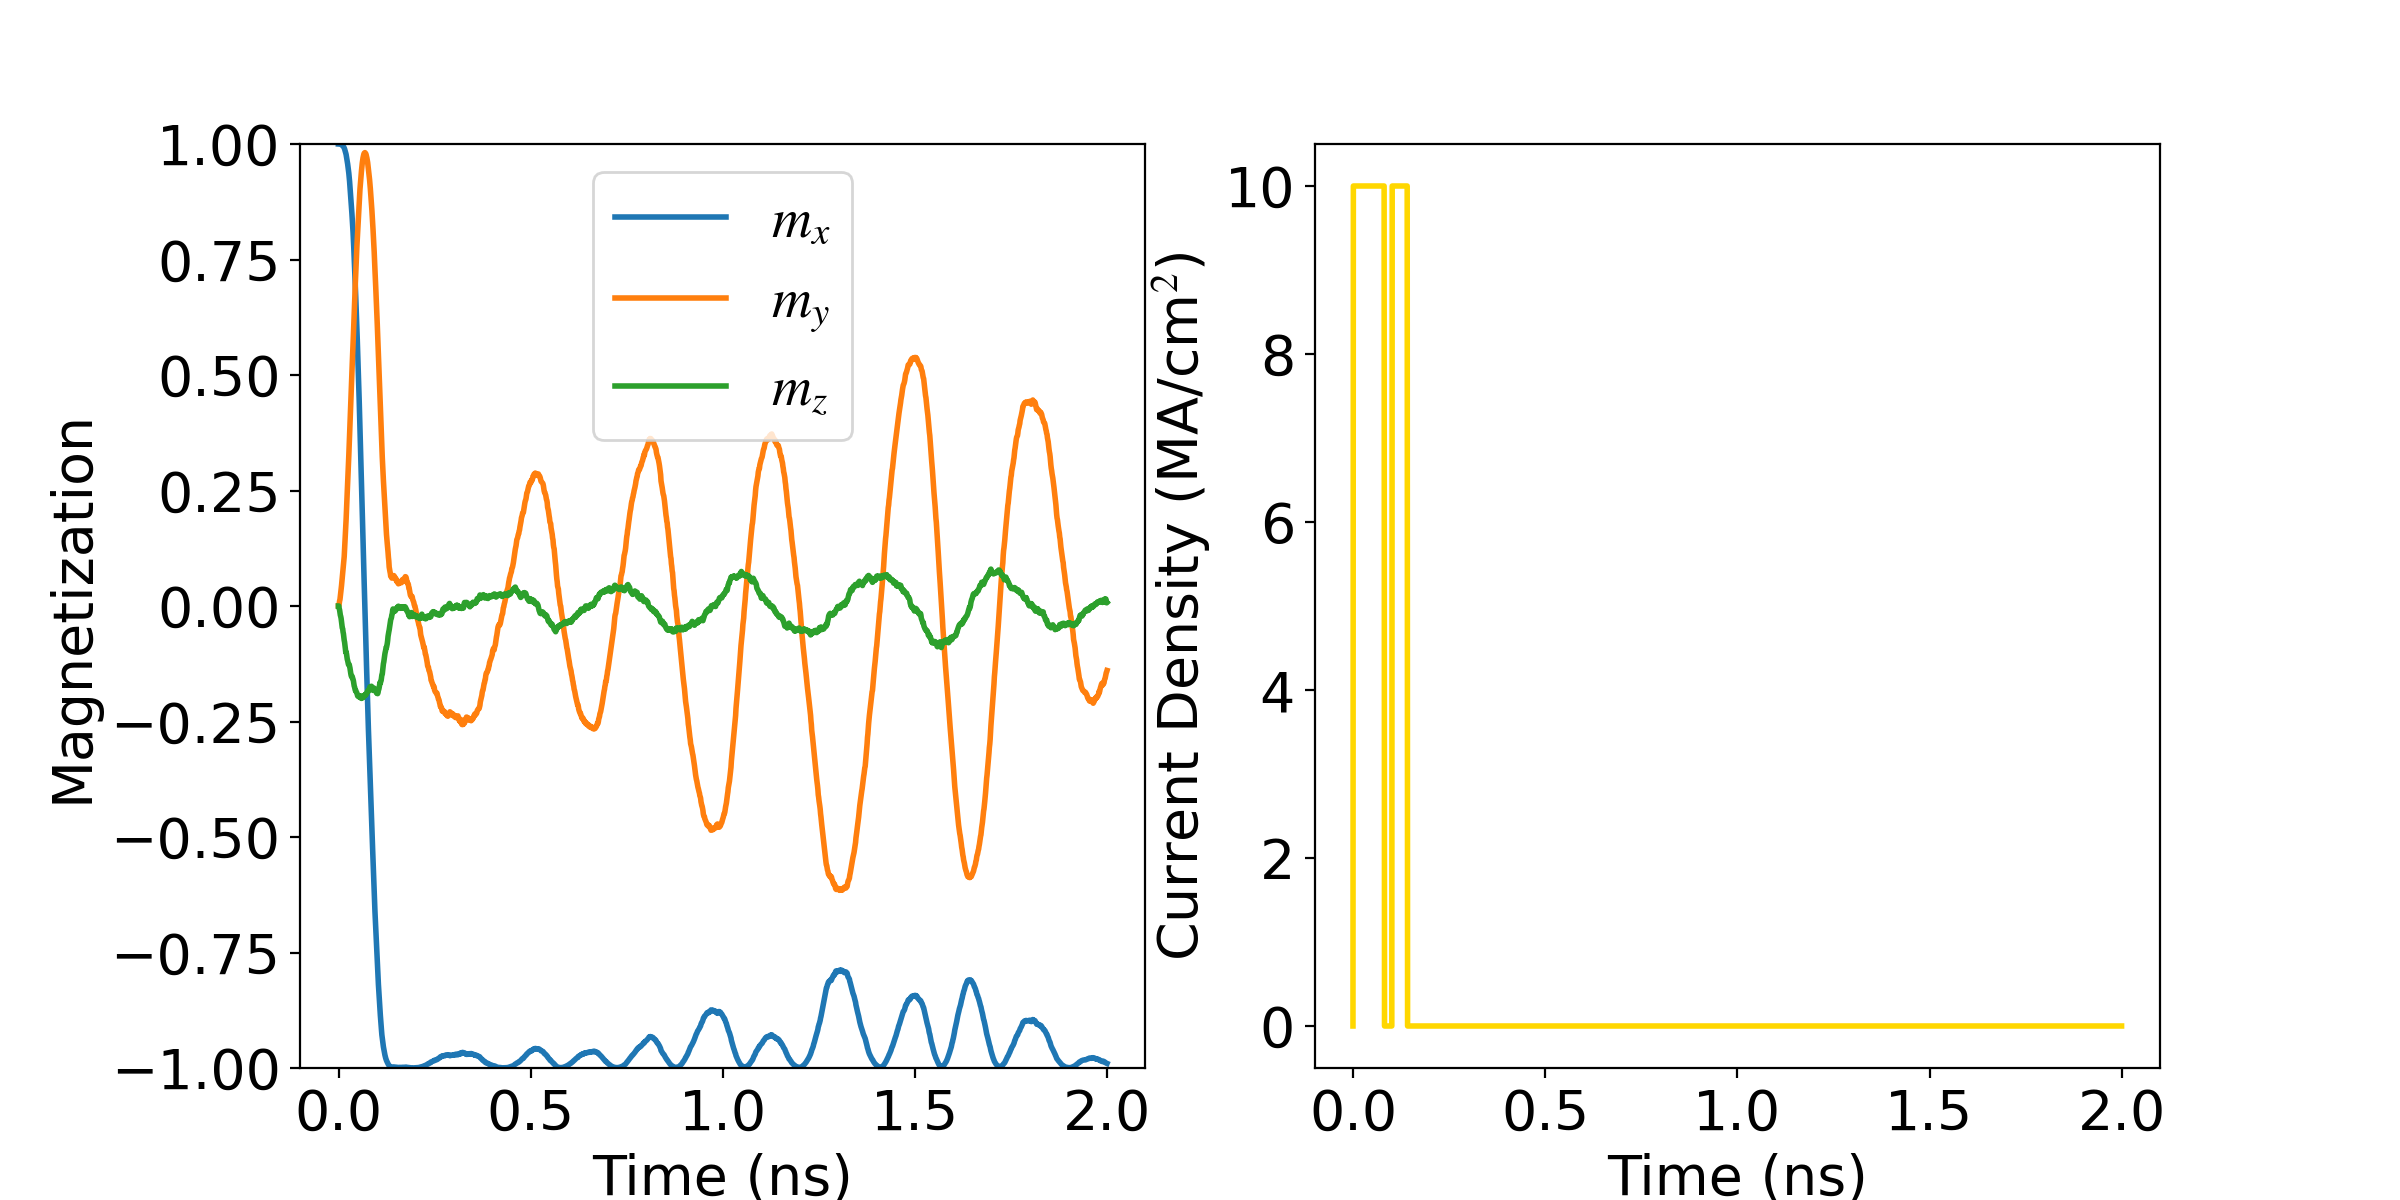 1.00
0.75
0.50
0.25
0.00
−0.25
−0.50
−0.75
−1.00
Magnetization
m_x
m_y
m_z
0.0 0.5 1.0 1.5 2.0
Time (ns)
10
8
6
4
2
0
Current Density (MA/cm²)
0.0 0.5 1.0 1.5 2.0
Time (ns)